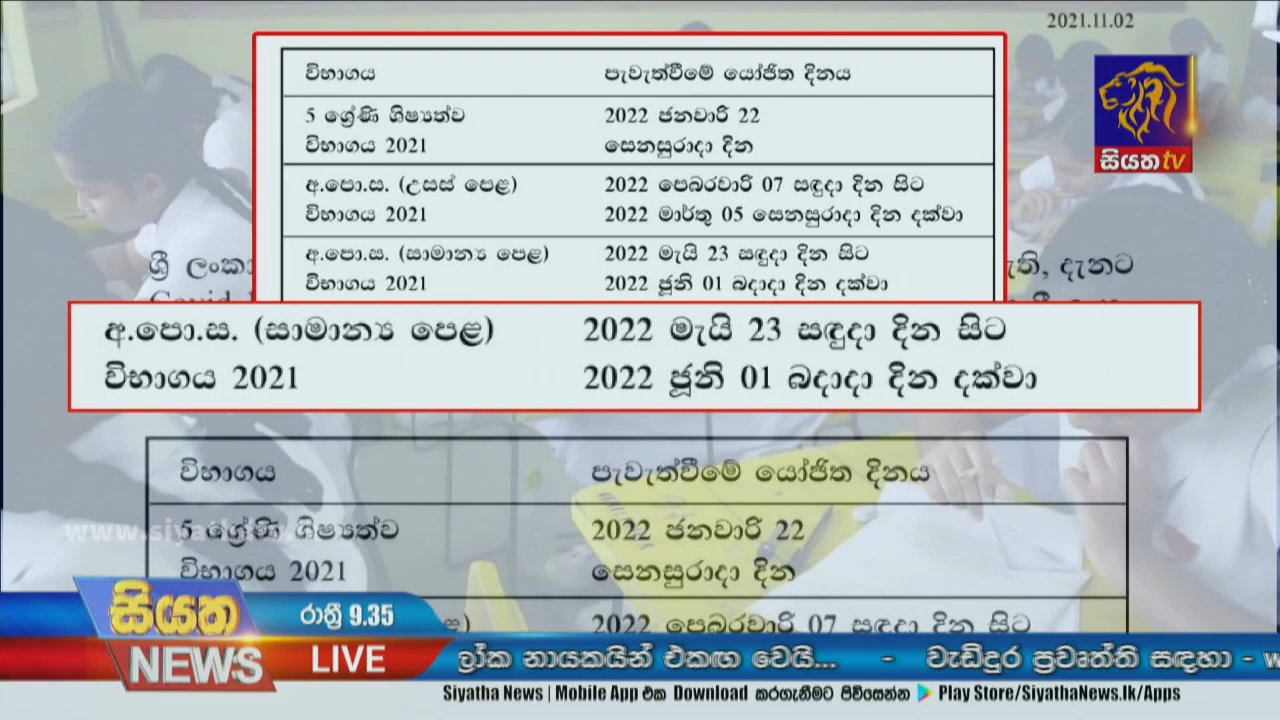 2021.11.02
විභාගය පැවැත්වීමේ යෝජිත දිනය
5 ශ්‍රේණි ශිෂ්‍යත්ව 2022 ජනවාරි 22
විභාගය 2021 සෙනසුරාදා දින
අ.පො.ස. (උසස් පෙළ) 2022 පෙබරවාරි 07 සඳුදා දින සිට
විභාගය 2021 2022 මාර්තු 05 සෙනසුරාදා දින දක්වා
අ.පො.ස. (සාමාන්‍ය පෙළ) 2022 මැයි 23 සඳුදා දින සිට
විභාගය 2021 2022 ජූනි 01 බදාදා දින දක්වා
සියත tv
ශ්‍රී දැනට
අ.පො.ස. (සාමාන්‍ය පෙළ) 2022 මැයි 23 සඳුදා දින සිට
විභාගය 2021 2022 ජූනි 01 බදාදා දින දක්වා
විභාගය පැවැත්වීමේ යෝජිත දිනය
5 ශ්‍රේණි ශිෂ්‍යත්ව 2022 ජනවාරි 22
විභාගය 2021 සෙනසුරාදා දින
2022 පෙබරවාරි 07 සඳුදා දින සිට
සියත
NEWS
රාත්‍රී 9.35
LIVE
නායකයින් එකඟ වෙයි... - වැඩිදුර ප්‍රවෘත්ති සඳහා - w
Siyatha News | Mobile App එක Download කරගැනීමට පිවිසෙන්න Play Store/SiyathaNews.lk/Apps